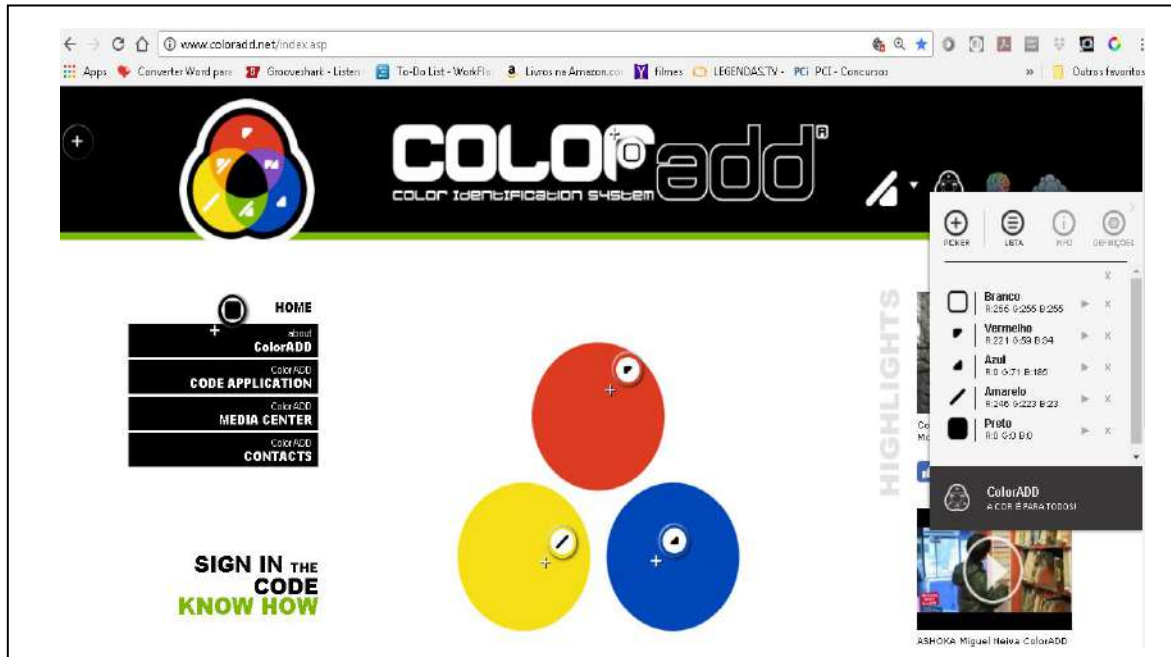 www.coloradd.net/index.asp
Apps Converter Word para Grooveshark - Listen To-Do List - WorkFlo Livros na Amazon.co filmes LEGENDAS.TV - PCi PCI - Concursos » Outros favoritos
COLOR add®
COLOR IDENTIFICATION SYSTEM
PICKER LISTA INFO DEFINIÇÕES
X
Branco
R:255 G:255 B:255
X
Vermelho
R:221 G:59 B:34
X
Azul
R:0 G:71 B:185
X
Amarelo
R:246 G:223 B:23
X
Preto
R:0 G:0 B:0
X
ColorADD
A COR É PARA TODOS!
HOME
about
ColorADD
ColorADD
CODE APPLICATION
ColorADD
MEDIA CENTER
ColorADD
CONTACTS
SIGN IN THE
CODE
KNOW HOW
HIGHLIGHTS
Co
ASHOKA Miguel Neiva ColorADD